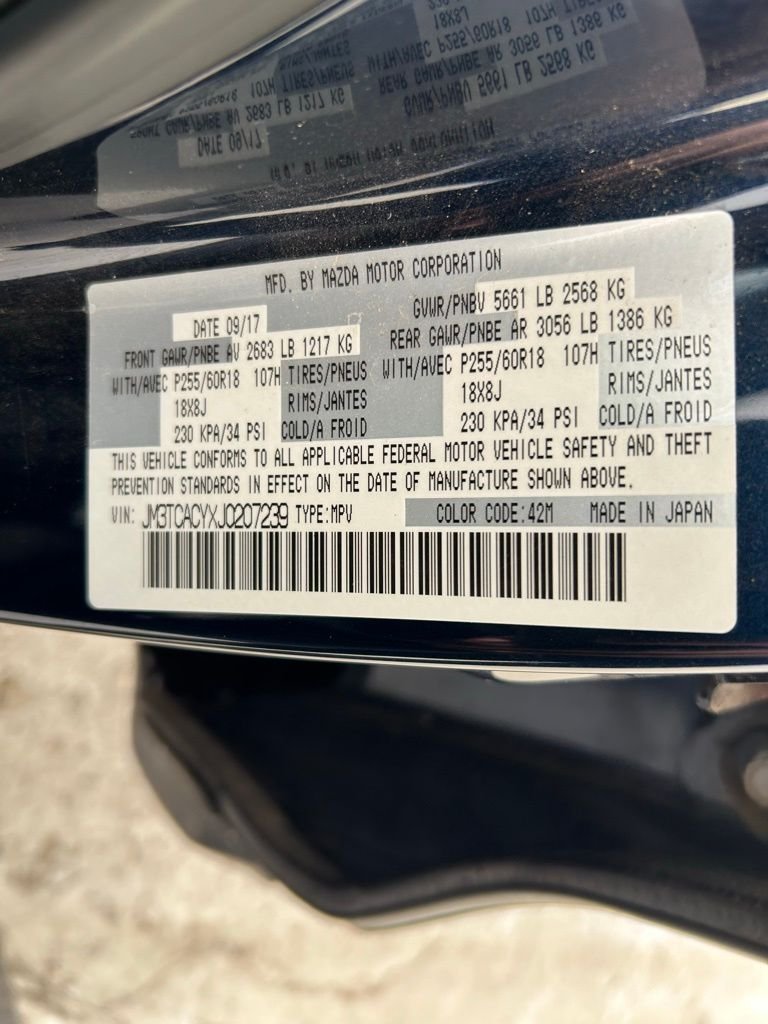 MFD. BY MAZDA MOTOR CORPORATION
DATE 09/17 GVWR/PNBV 5661 LB 2568 KG
FRONT GAWR/PNBE AV 2683 LB 1217 KG REAR GAWR/PNBE AR 3056 LB 1386 KG
WITH/AVEC P255/60R18 107H TIRES/PNEUS WITH/AVEC P255/60R18 107H TIRES/PNEUS
18X8J RIMS/JANTES 18X8J RIMS/JANTES
230 KPA/34 PSI COLD/A FROID 230 KPA/34 PSI COLD/A FROID
THIS VEHICLE CONFORMS TO ALL APPLICABLE FEDERAL MOTOR VEHICLE SAFETY AND THEFT
PREVENTION STANDARDS IN EFFECT ON THE DATE OF MANUFACTURE SHOWN ABOVE.
VIN: JM3TCACYXJ0207239 TYPE:MPV COLOR CODE:42M MADE IN JAPAN